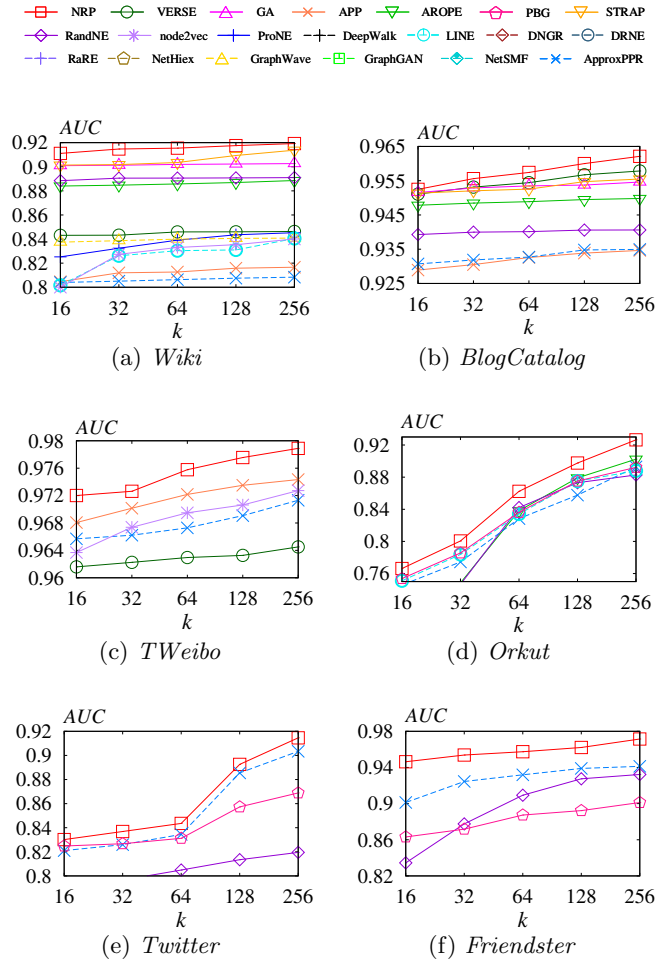 NRP VERSE GA APP AROPE PBG STRAP
RandNE node2vec ProNE DeepWalk LINE DNGR DRNE
RaRE NetHiex GraphWave GraphGAN NetSMF ApproxPPR
AUC
0.92
0.9
0.88
0.86
0.84
0.82
0.8
16 32 64 128 256
k
(a) Wiki
AUC
0.965
0.955
0.945
0.935
0.925
16 32 64 128 256
k
(b) BlogCatalog
AUC
0.98
0.976
0.972
0.968
0.964
0.96
16 32 64 128 256
k
(c) TWeibo
AUC
0.92
0.88
0.84
0.8
0.76
16 32 64 128 256
k
(d) Orkut
AUC
0.92
0.9
0.88
0.86
0.84
0.82
0.8
16 32 64 128 256
k
(e) Twitter
AUC
0.98
0.94
0.9
0.86
0.82
16 32 64 128 256
k
(f) Friendster